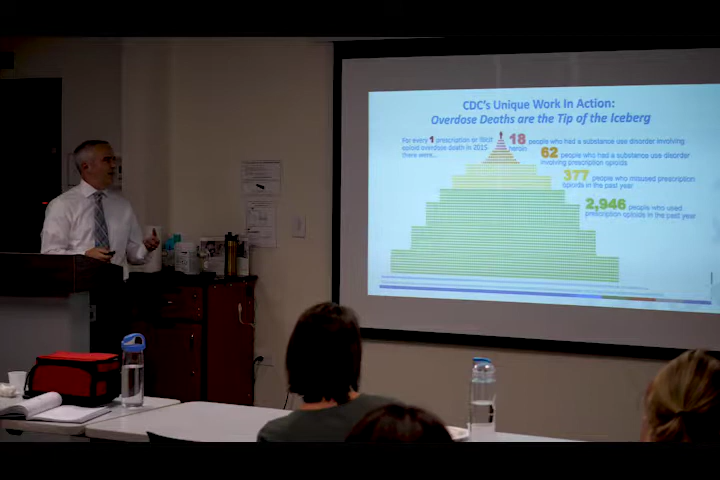 CDC's Unique Work In Action:
Overdose Deaths are the Tip of the Iceberg
For every 1 prescription or illicit
opioid overdose death in 2015
there were...
18 people who had a substance use disorder involving
heroin
62 people who had a substance use disorder
involving prescription opioids
377 people who misused prescription
opioids in the past year
2,946 people who used
prescription opioids in the past year